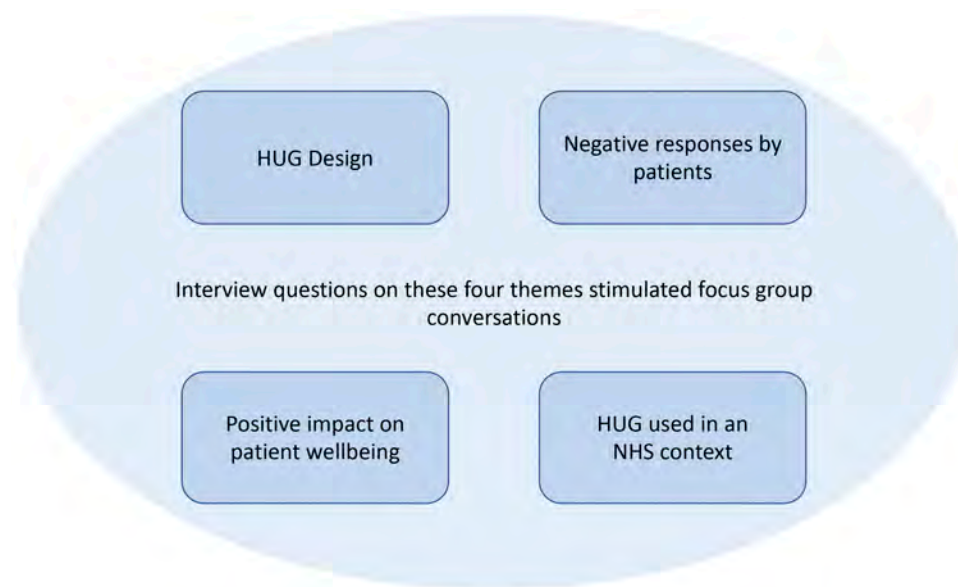 HUG Design
Negative responses by
patients
Interview questions on these four themes stimulated focus group
conversations
Positive impact on
patient wellbeing
HUG used in an
NHS context